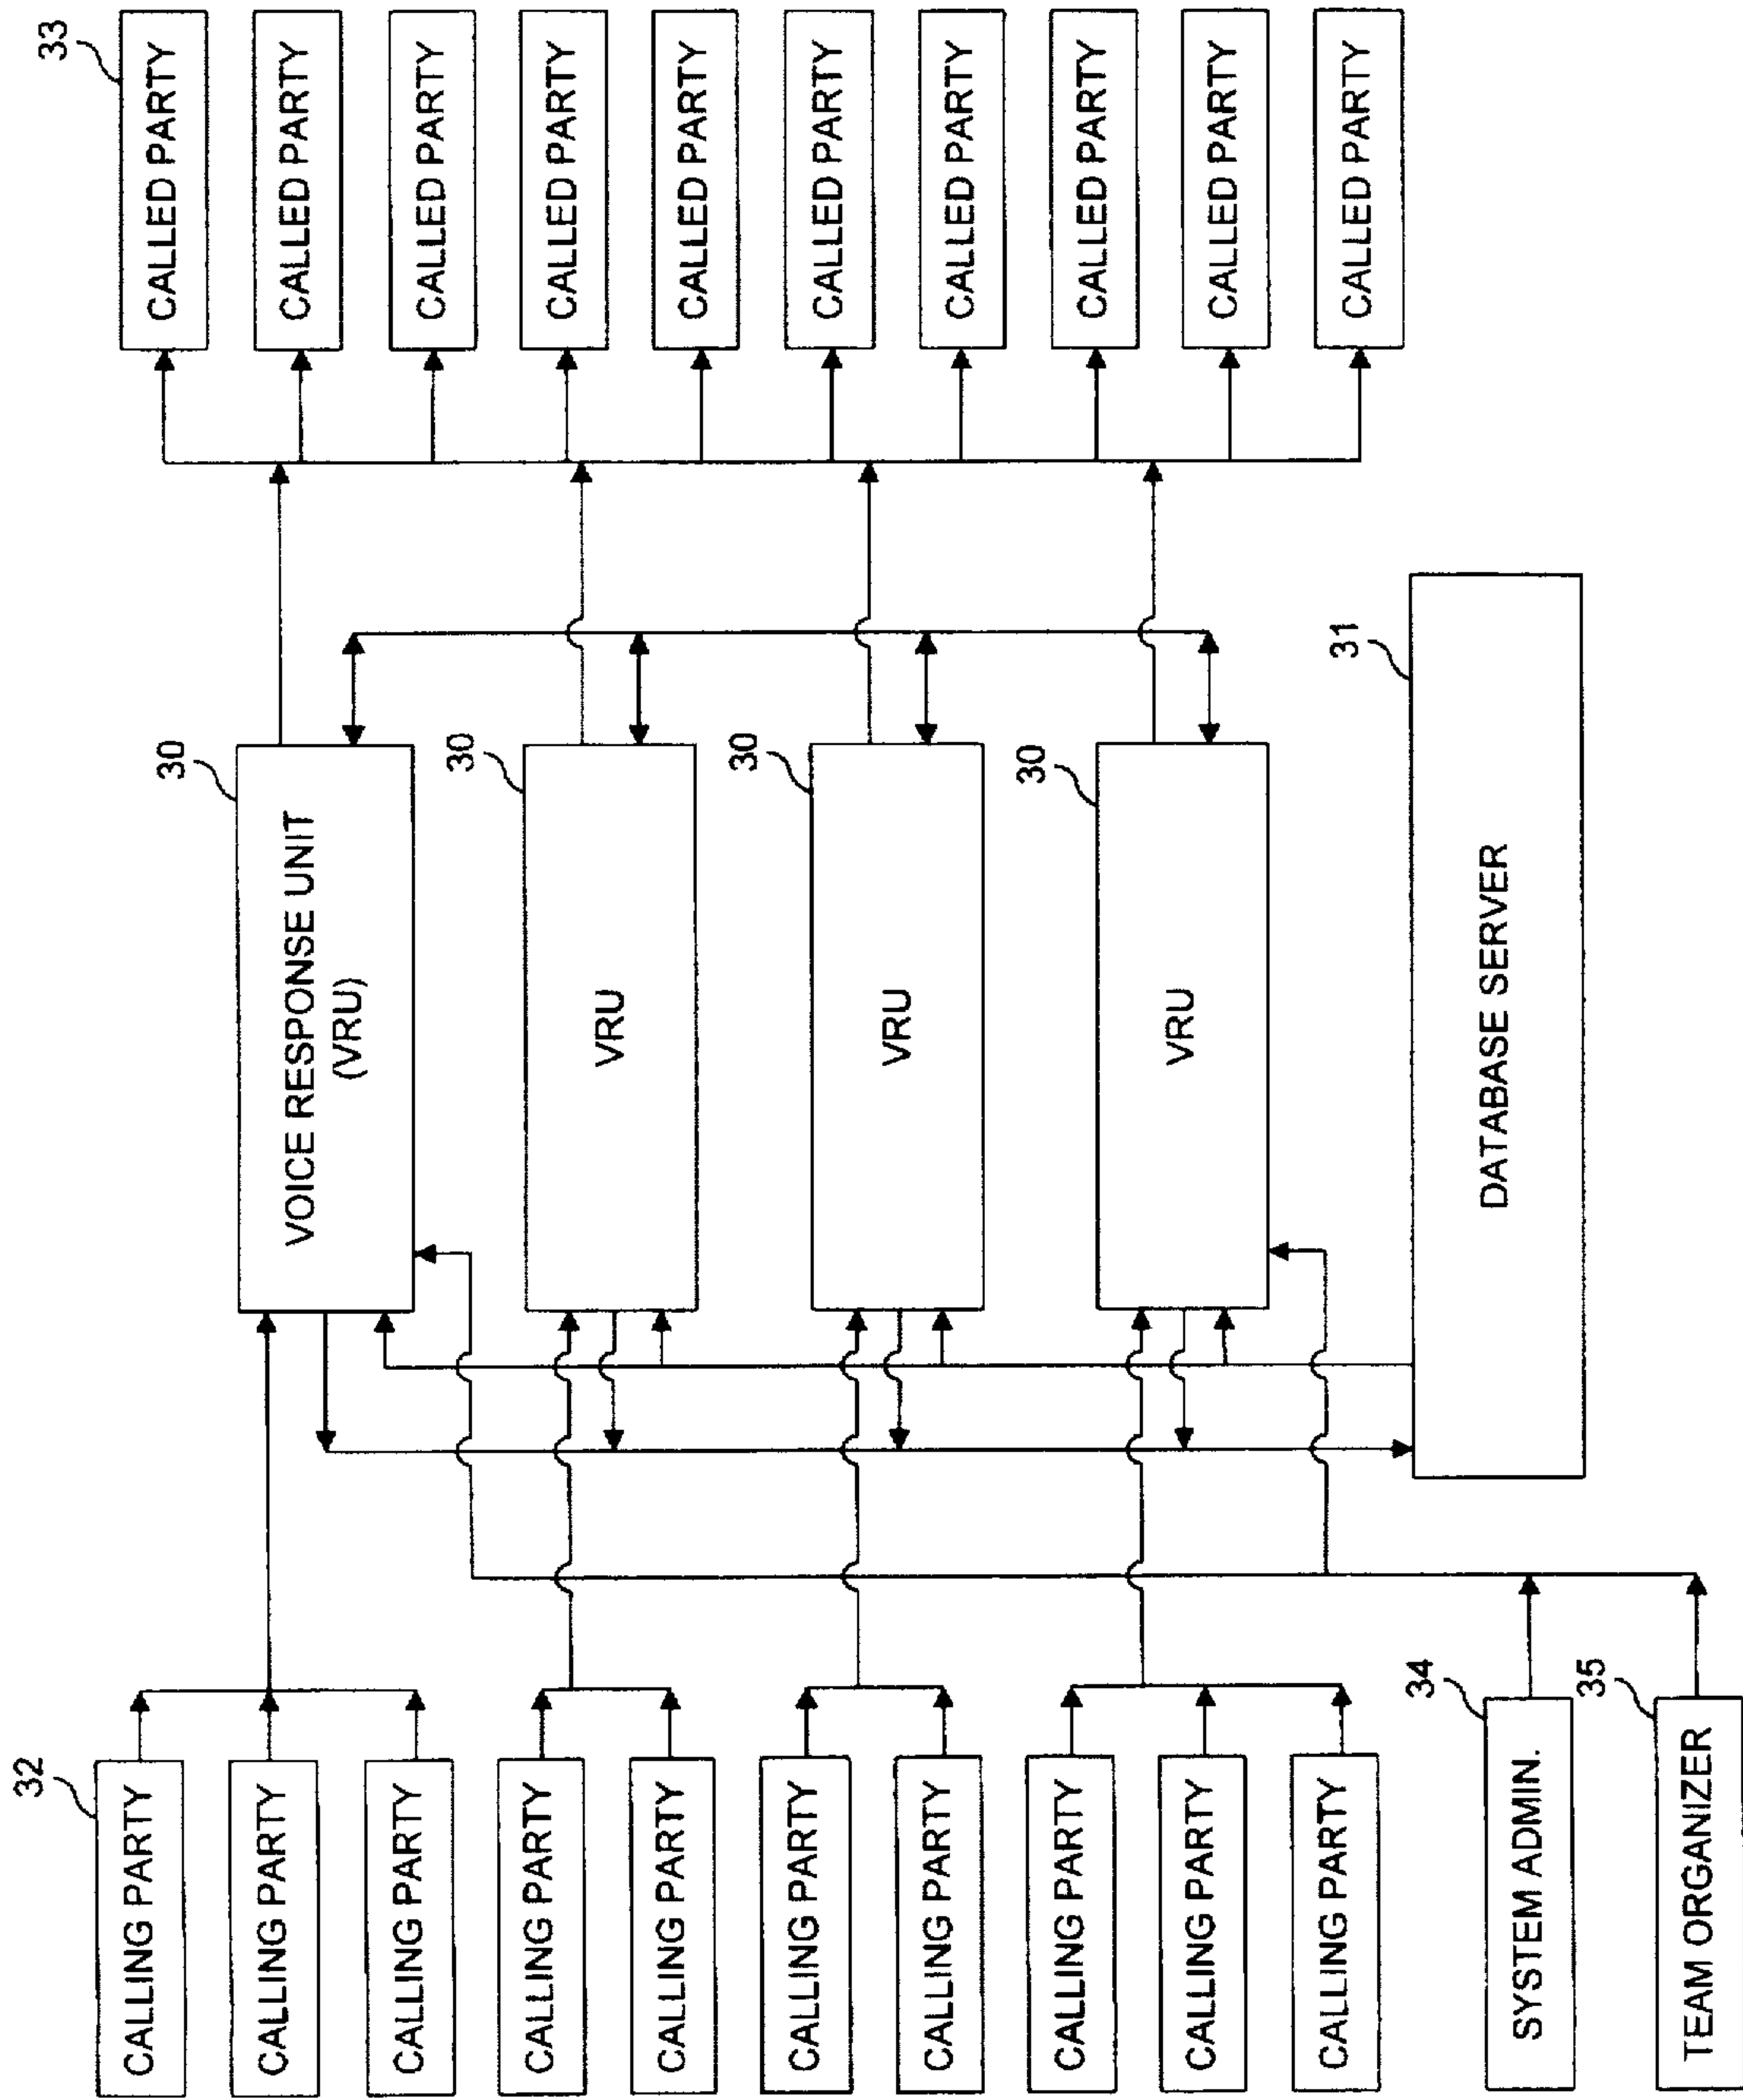 32
CALLING PARTY
CALLING PARTY
CALLING PARTY
CALLING PARTY
CALLING PARTY
CALLING PARTY
CALLING PARTY
CALLING PARTY
CALLING PARTY
CALLING PARTY
34
SYSTEM ADMIN.
35
TEAM ORGANIZER
30
VOICE RESPONSE UNIT
(VRU)
30
VRU
30
VRU
30
VRU
31
DATABASE SERVER
33
CALLED PARTY
CALLED PARTY
CALLED PARTY
CALLED PARTY
CALLED PARTY
CALLED PARTY
CALLED PARTY
CALLED PARTY
CALLED PARTY
CALLED PARTY